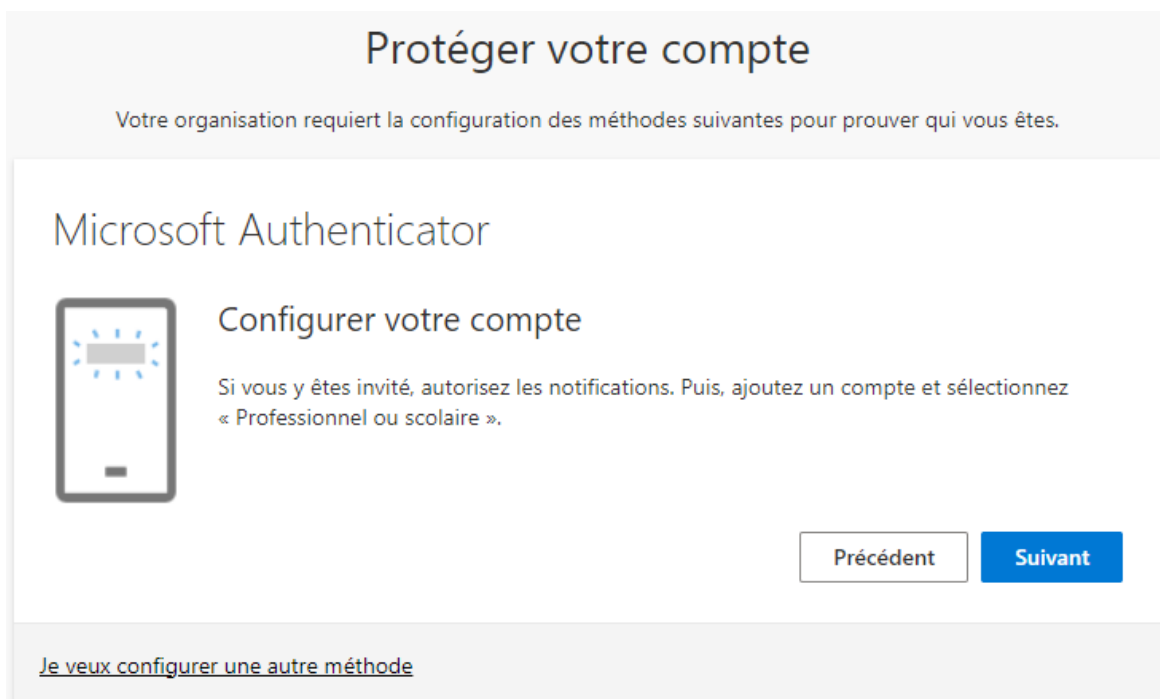 Protéger votre compte
Votre organisation requiert la configuration des méthodes suivantes pour prouver qui vous êtes.
Microsoft Authenticator
Configurer votre compte
Si vous y êtes invité, autorisez les notifications. Puis, ajoutez un compte et sélectionnez
« Professionnel ou scolaire ».
Précédent
Suivant
Je veux configurer une autre méthode